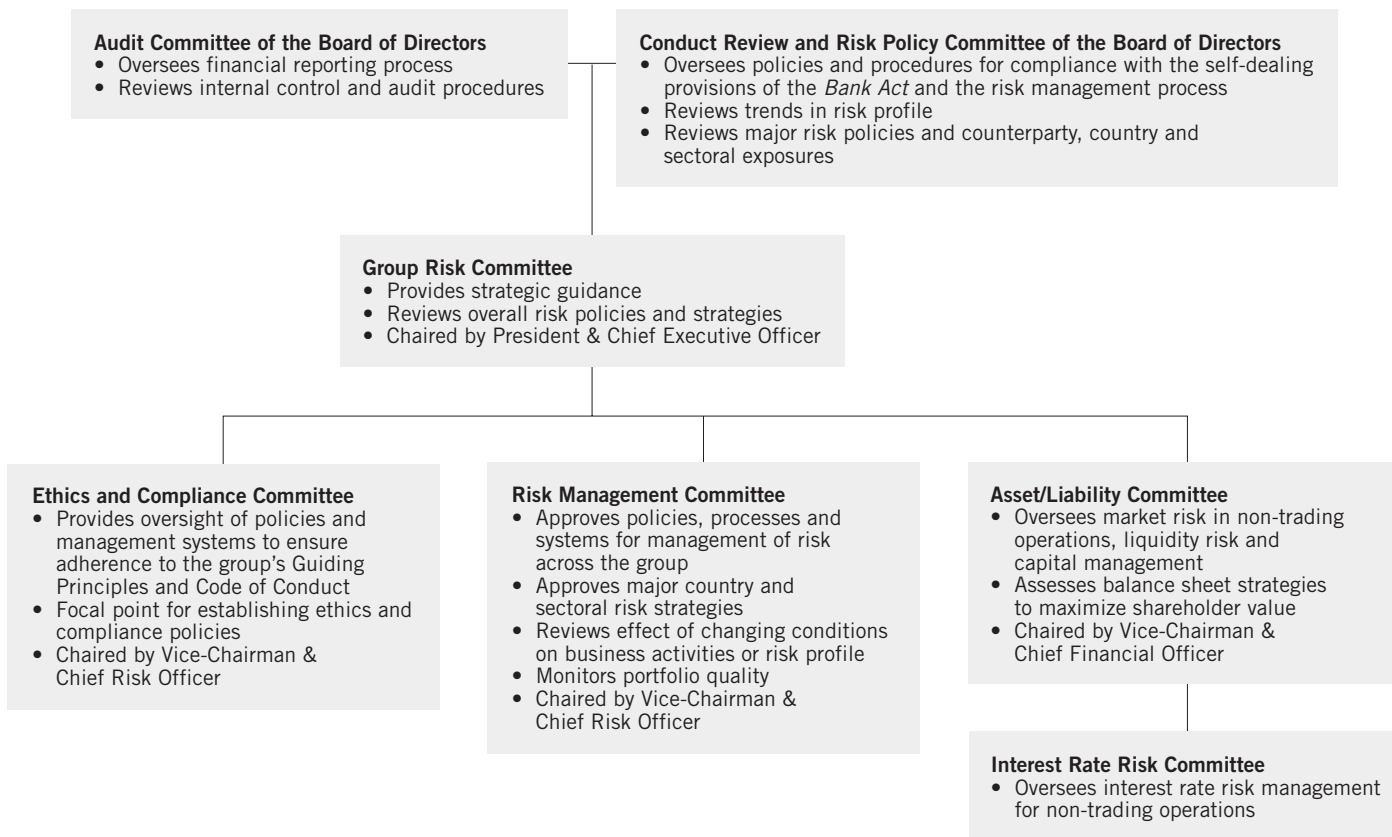 Audit Committee of the Board of Directors
• Oversees financial reporting process
• Reviews internal control and audit procedures
Conduct Review and Risk Policy Committee of the Board of Directors
• Oversees policies and procedures for compliance with the self-dealing
provisions of the Bank Act and the risk management process
• Reviews trends in risk profile
• Reviews major risk policies and counterparty, country and
sectoral exposures
Group Risk Committee
• Provides strategic guidance
• Reviews overall risk policies and strategies
• Chaired by President & Chief Executive Officer
Ethics and Compliance Committee
• Provides oversight of policies and
management systems to ensure
adherence to the group’s Guiding
Principles and Code of Conduct
• Focal point for establishing ethics and
compliance policies
• Chaired by Vice-Chairman &
Chief Risk Officer
Risk Management Committee
• Approves policies, processes and
systems for management of risk
across the group
• Approves major country and
sectoral risk strategies
• Reviews effect of changing conditions
on business activities or risk profile
• Monitors portfolio quality
• Chaired by Vice-Chairman &
Chief Risk Officer
Asset/Liability Committee
• Oversees market risk in non-trading
operations, liquidity risk and
capital management
• Assesses balance sheet strategies
to maximize shareholder value
• Chaired by Vice-Chairman &
Chief Financial Officer
Interest Rate Risk Committee
• Oversees interest rate risk management
for non-trading operations